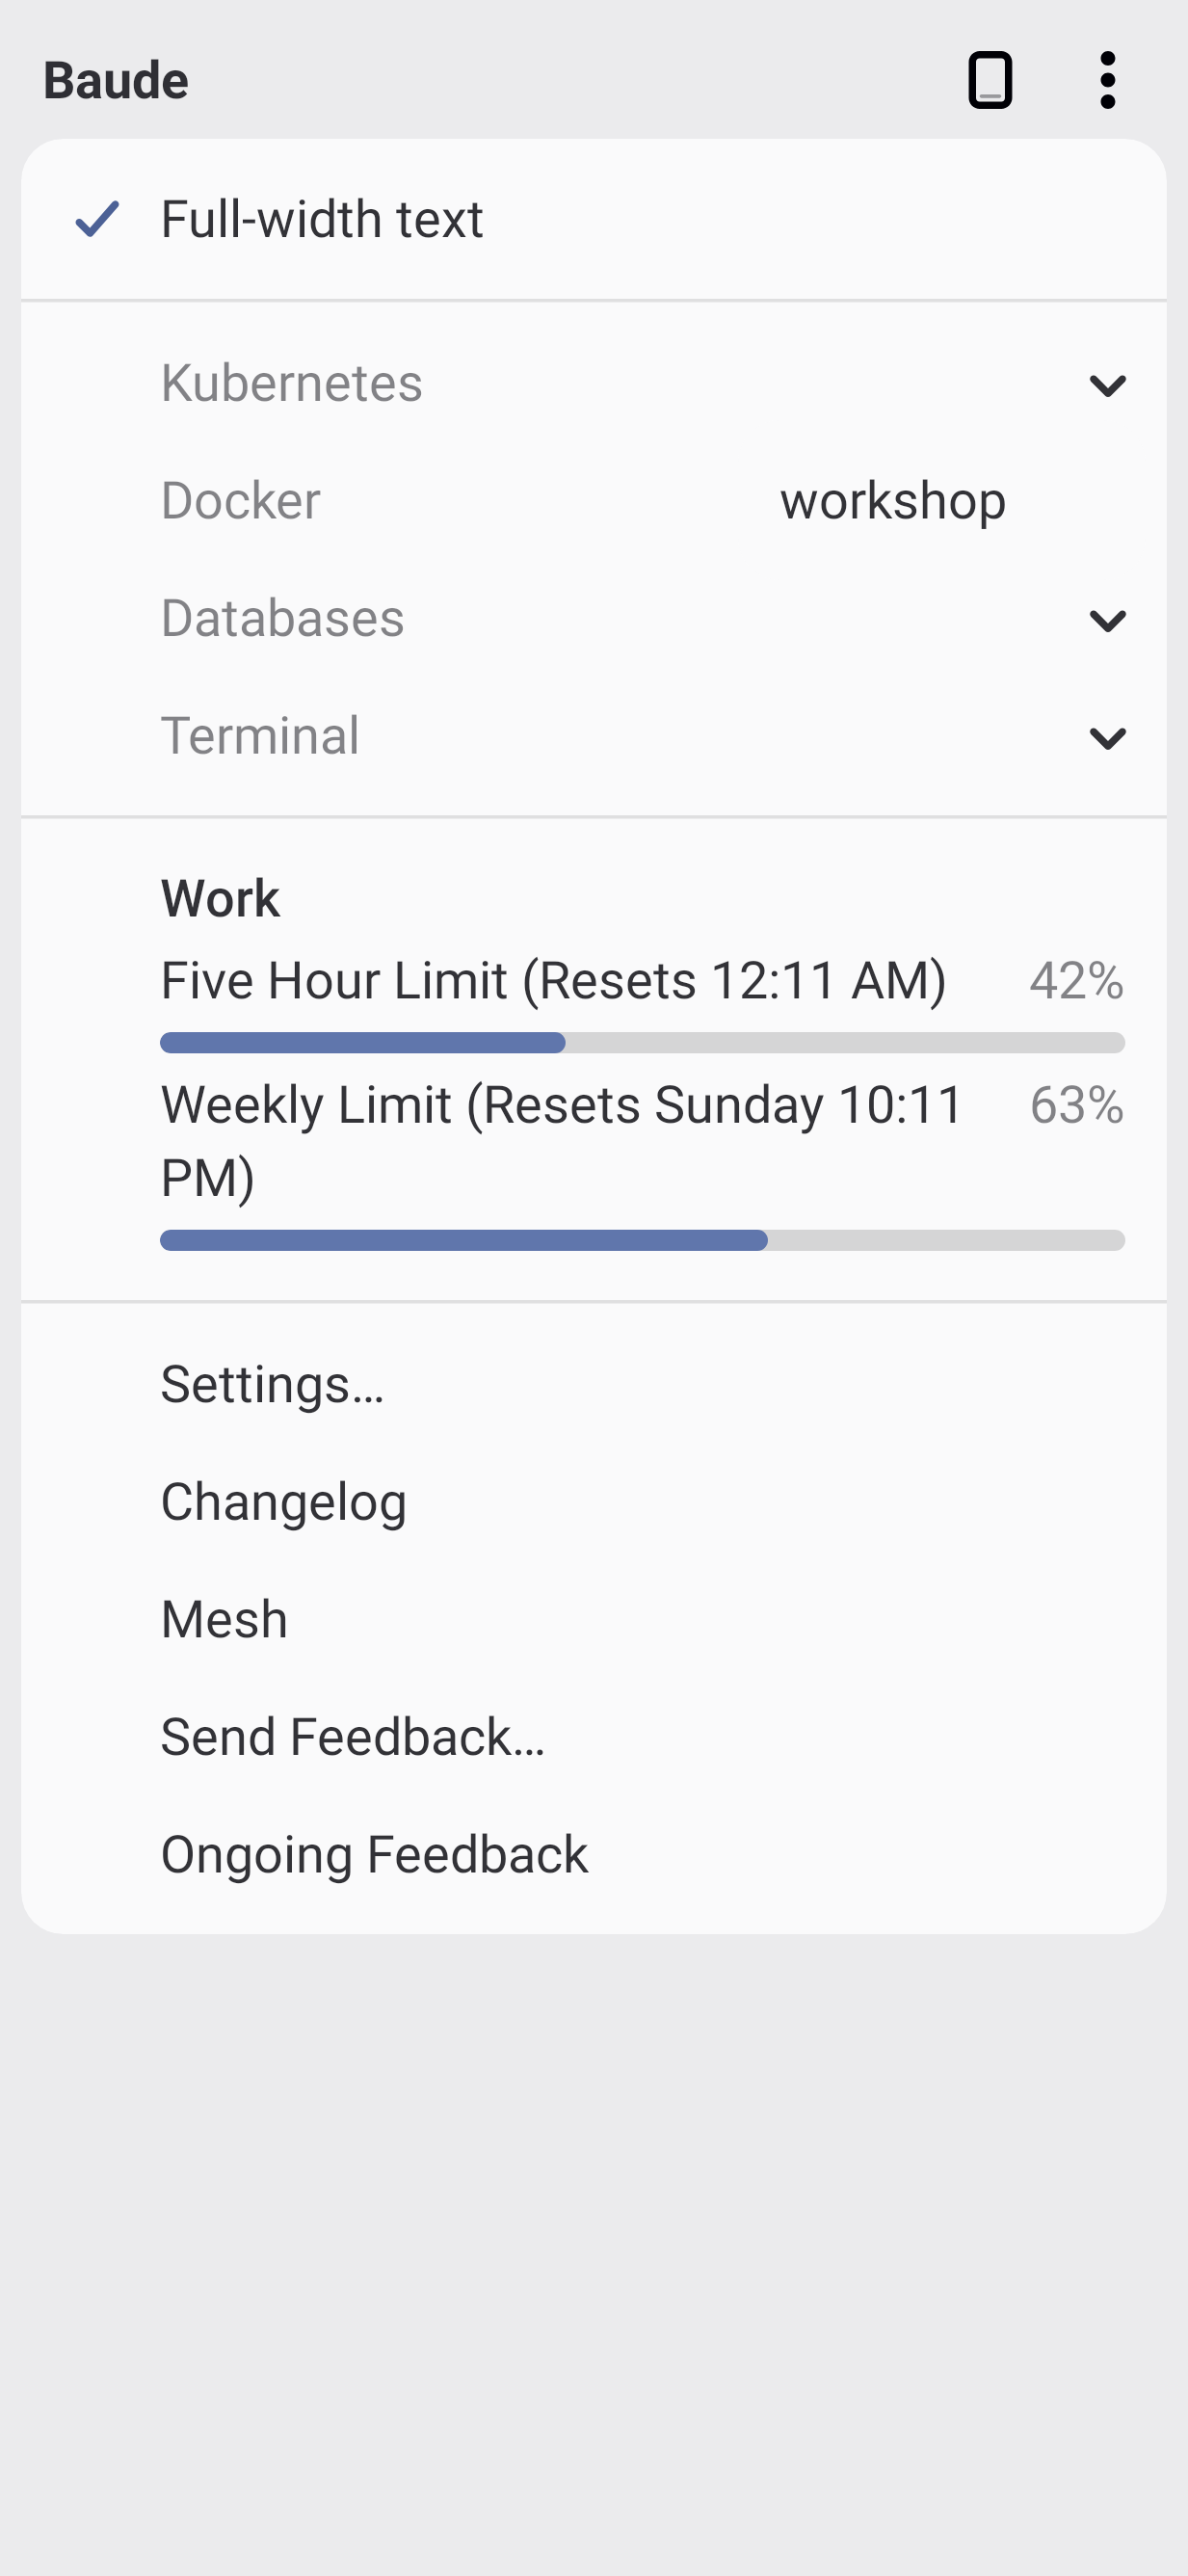 Baude
Full-width text
Kubernetes
Docker workshop
Databases
Terminal
Work
Five Hour Limit (Resets 12:11 AM) 42%
Weekly Limit (Resets Sunday 10:11 63%
PM)
Settings…
Changelog
Mesh
Send Feedback…
Ongoing Feedback